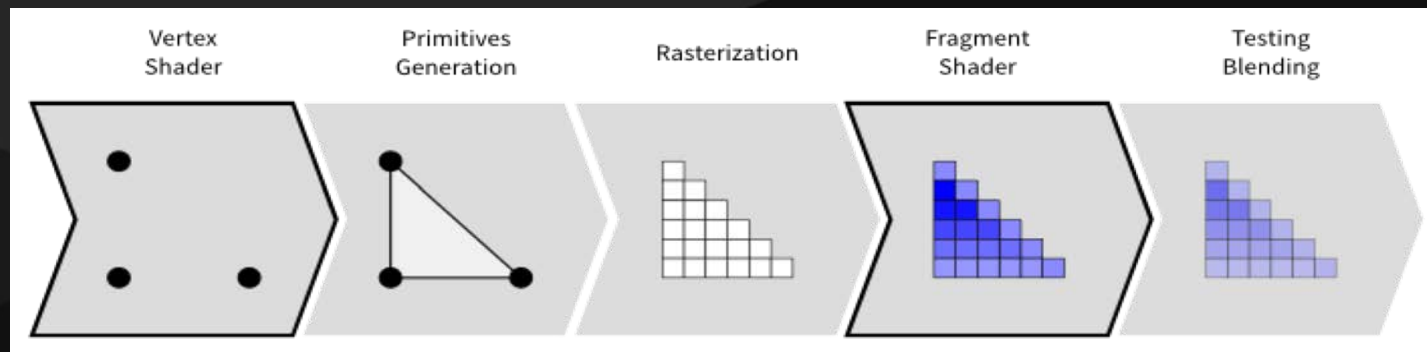 Vertex
Shader
Primitives
Generation
Rasterization
Fragment
Shader
Testing
Blending